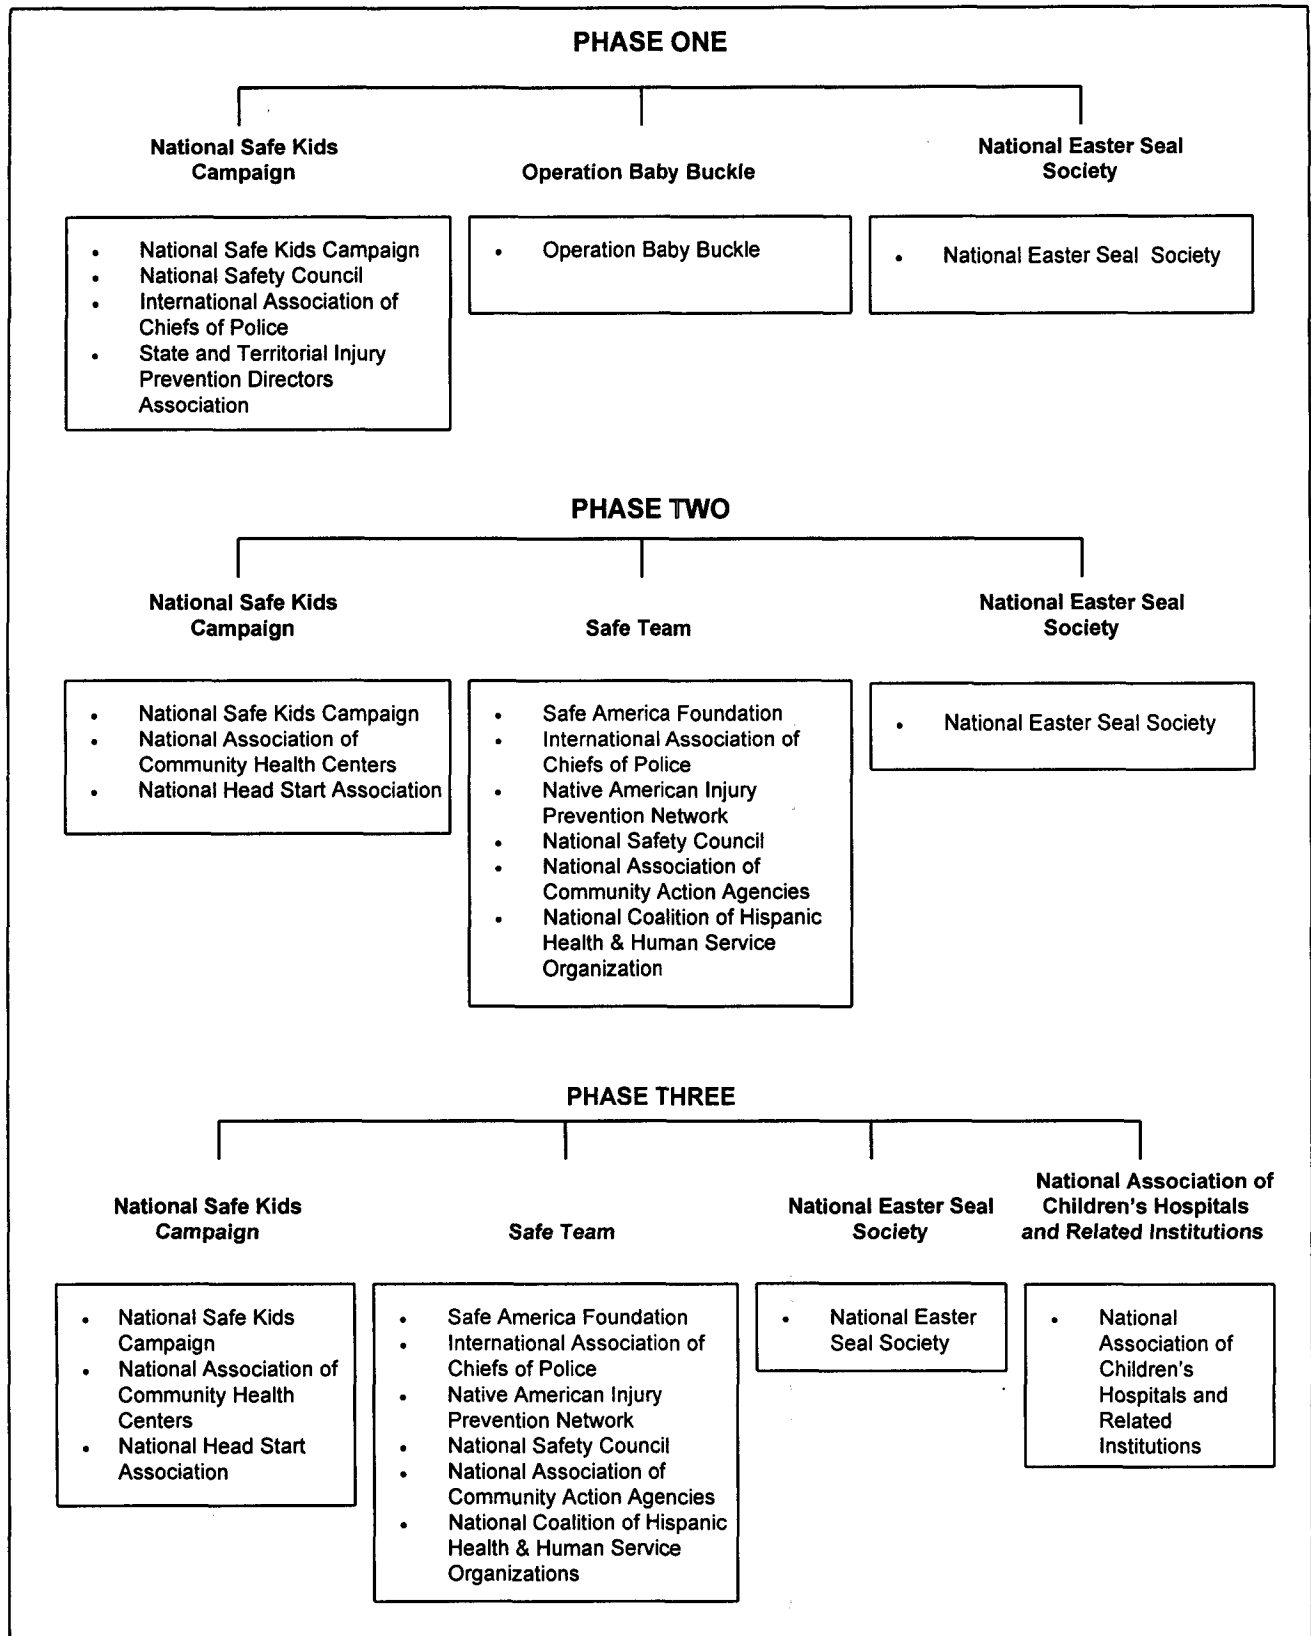 PHASE ONE
National Safe Kids
Campaign
Operation Baby Buckle
National Easter Seal
Society
• National Safe Kids Campaign
• National Safety Council
• International Association of
Chiefs of Police
• State and Territorial Injury
Prevention Directors
Association
• Operation Baby Buckle
• National Easter Seal Society
PHASE TWO
National Safe Kids
Campaign
Safe Team
National Easter Seal
Society
• National Safe Kids Campaign
• National Association of
Community Health Centers
• National Head Start Association
• Safe America Foundation
• International Association of
Chiefs of Police
• Native American Injury
Prevention Network
• National Safety Council
• National Association of
Community Action Agencies
• National Coalition of Hispanic
Health & Human Service
Organization
• National Easter Seal Society
PHASE THREE
National Safe Kids
Campaign
Safe Team
National Easter Seal
Society
National Association of
Children's Hospitals
and Related Institutions
• National Safe Kids
Campaign
• National Association of
Community Health
Centers
• National Head Start
Association
• Safe America Foundation
• International Association of
Chiefs of Police
• Native American Injury
Prevention Network
• National Safety Council
• National Association of
Community Action Agencies
• National Coalition of Hispanic
Health & Human Service
Organizations
• National Easter
Seal Society
• National
Association of
Children's
Hospitals and
Related
Institutions